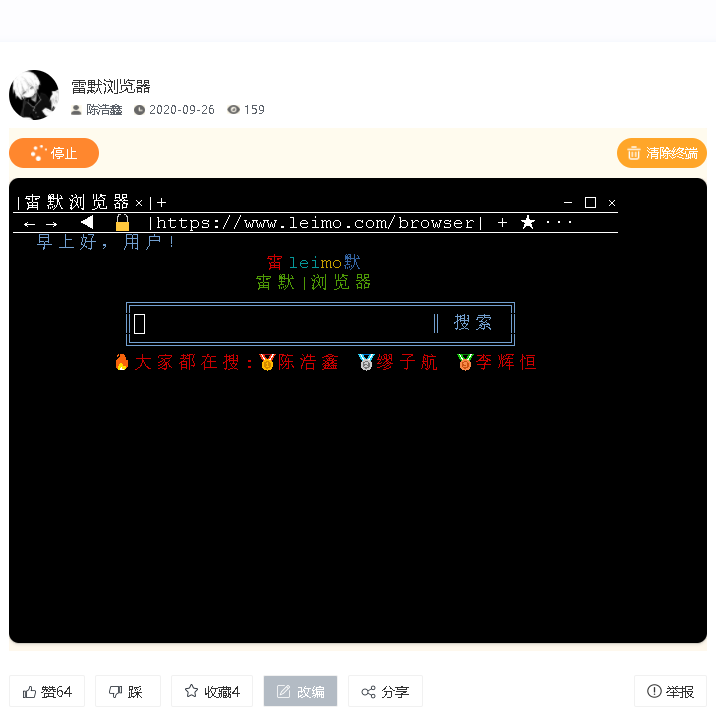 雷默浏览器
陈浩鑫 2020-09-26 159
停止 清除终端
|雷默浏览器×|+ － □ ×
←→ ◀ 🔒 |https://www.leimo.com/browser| + ★ ···
早上好，用户！
雷leimo默
雷默|浏览器
‖ 搜索
🔥大家都在搜:🥇陈浩鑫 🥈缪子航 🥉李辉恒
赞64 踩 收藏4 改编 分享 举报